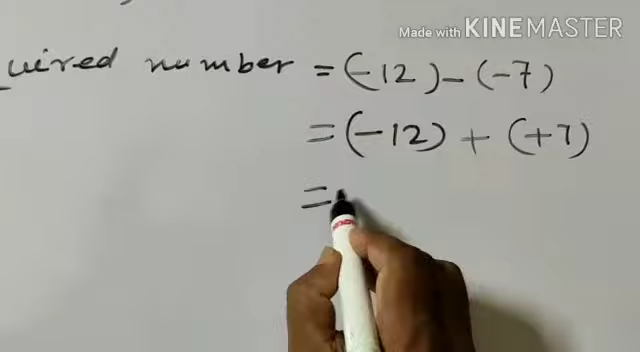 Made with KINEMASTER
uired number = (-12) - (-7)
= (-12) + (+7)
=